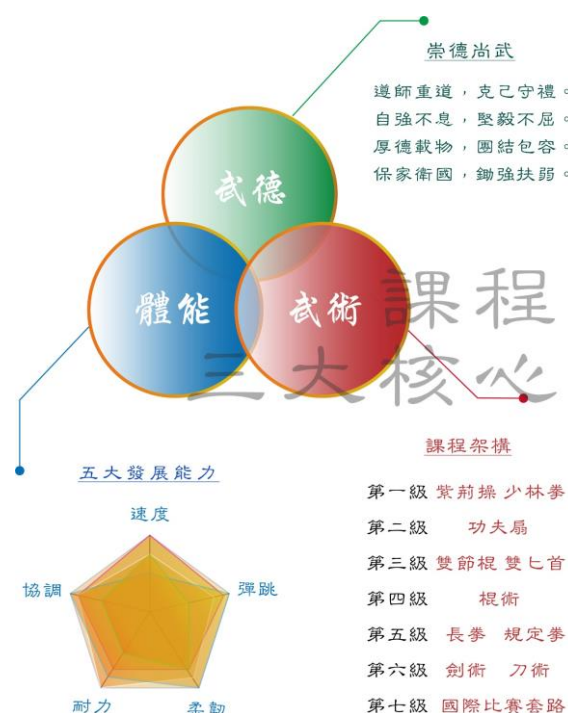 崇德尚武
遵師重道，克己守禮。
自強不息，堅毅不屈。
厚德載物，團結包容。
保家衛國，鋤強扶弱。
武德
體能
武術
課程
三大核心
五大發展能力
速度
協調
彈跳
耐力
柔韌
課程架構
第一級 紫荊操 少林拳
第二級 功夫扇
第三級 雙節棍 雙匕首
第四級 棍術
第五級 長拳 規定拳
第六級 劍術 刀術
第七級 國際比賽套路